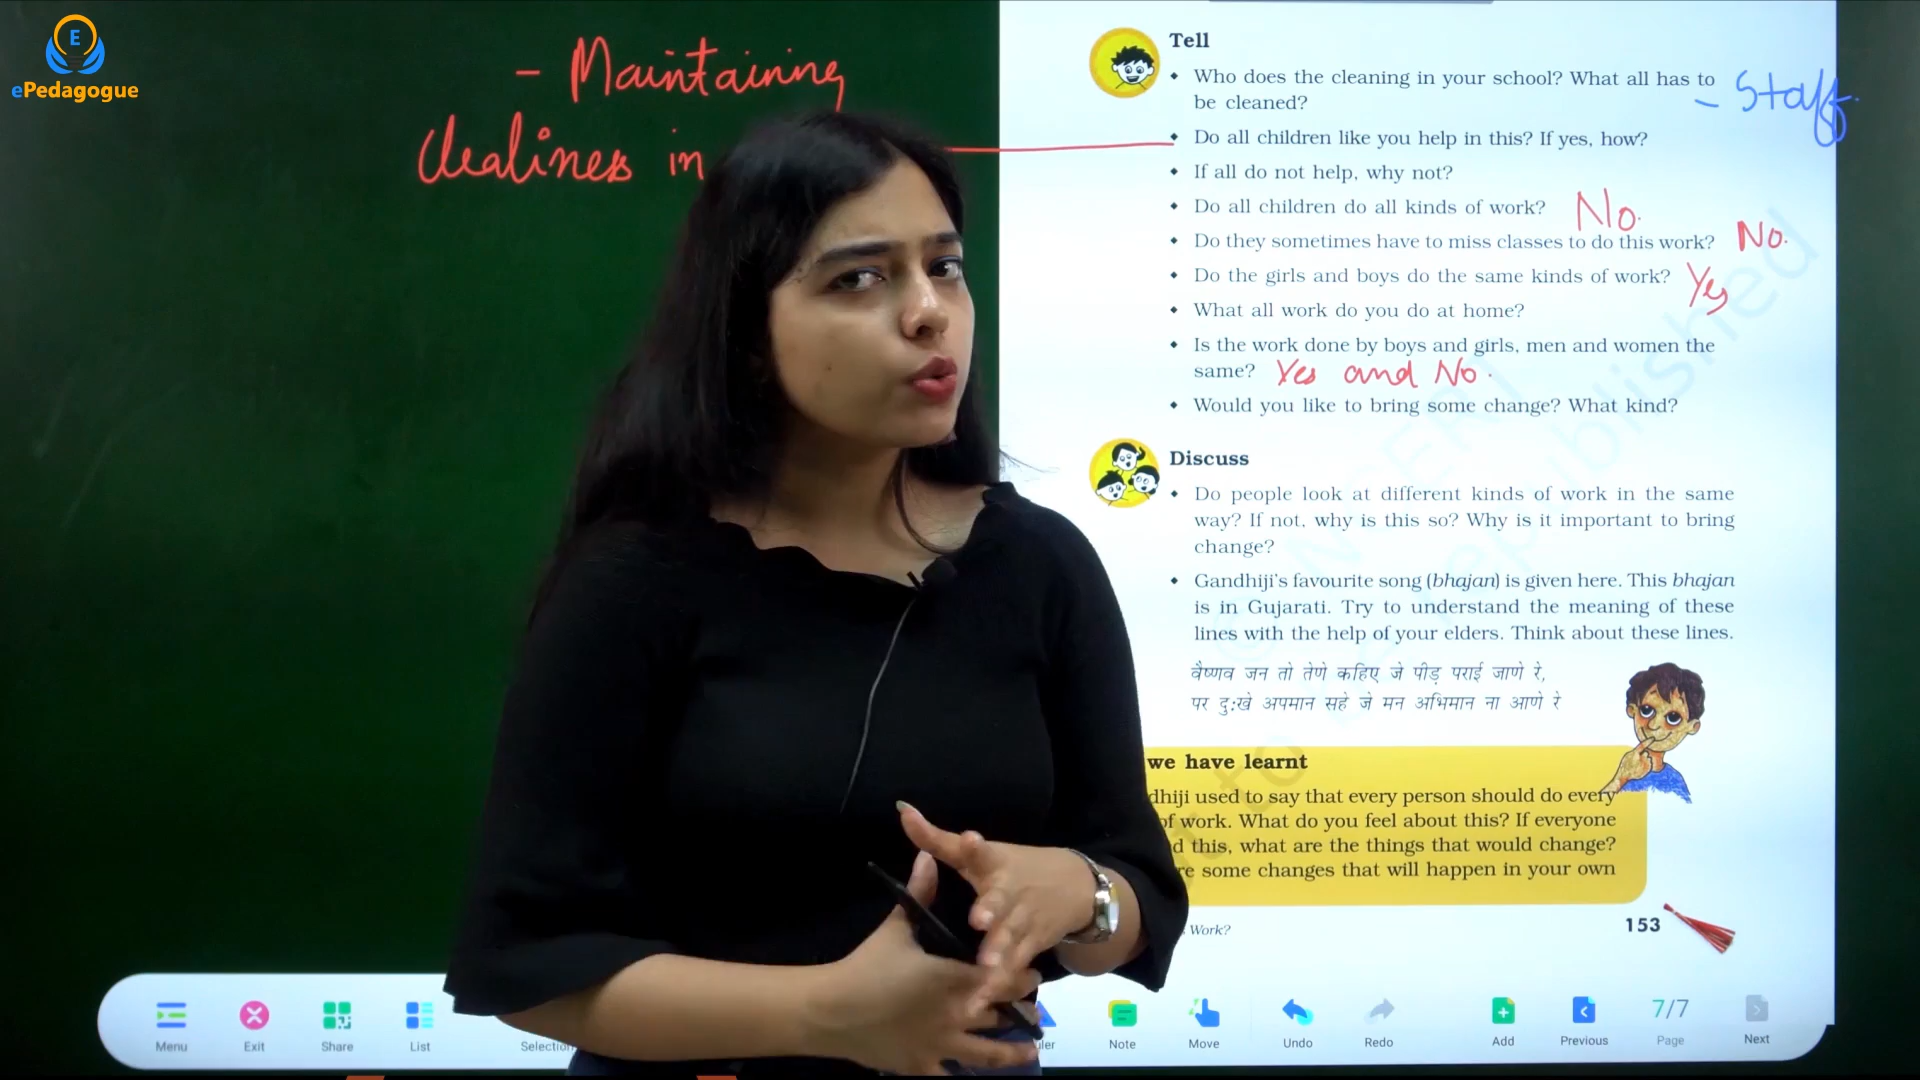 E
ePedagogue
- Maintaining
clealiness in
Tell
• Who does the cleaning in your school? What all has to
be cleaned?
- Staff.
• Do all children like you help in this? If yes, how?
• If all do not help, why not?
• Do all children do all kinds of work? No.
• Do they sometimes have to miss classes to do this work? No.
• Do the girls and boys do the same kinds of work? Yes
• What all work do you do at home?
• Is the work done by boys and girls, men and women the
same? Yes and No.
• Would you like to bring some change? What kind?
Discuss
• Do people look at different kinds of work in the same
way? If not, why is this so? Why is it important to bring
change?
• Gandhiji's favourite song (bhajan) is given here. This bhajan
is in Gujarati. Try to understand the meaning of these
lines with the help of your elders. Think about these lines.
वैष्णव जन तो तेणे कहिए जे पीड़ पराई जाणे रे,
पर दुःखे अपमान सहे जे मन अभिमान ना आणे रे
we have learnt
dhiji used to say that every person should do every
of work. What do you feel about this? If everyone
d this, what are the things that would change?
re some changes that will happen in your own
Work?
153
Menu
Exit
Share
List
Selection
uler
Note
Move
Undo
Redo
Add
Previous
7/7
Page
Next